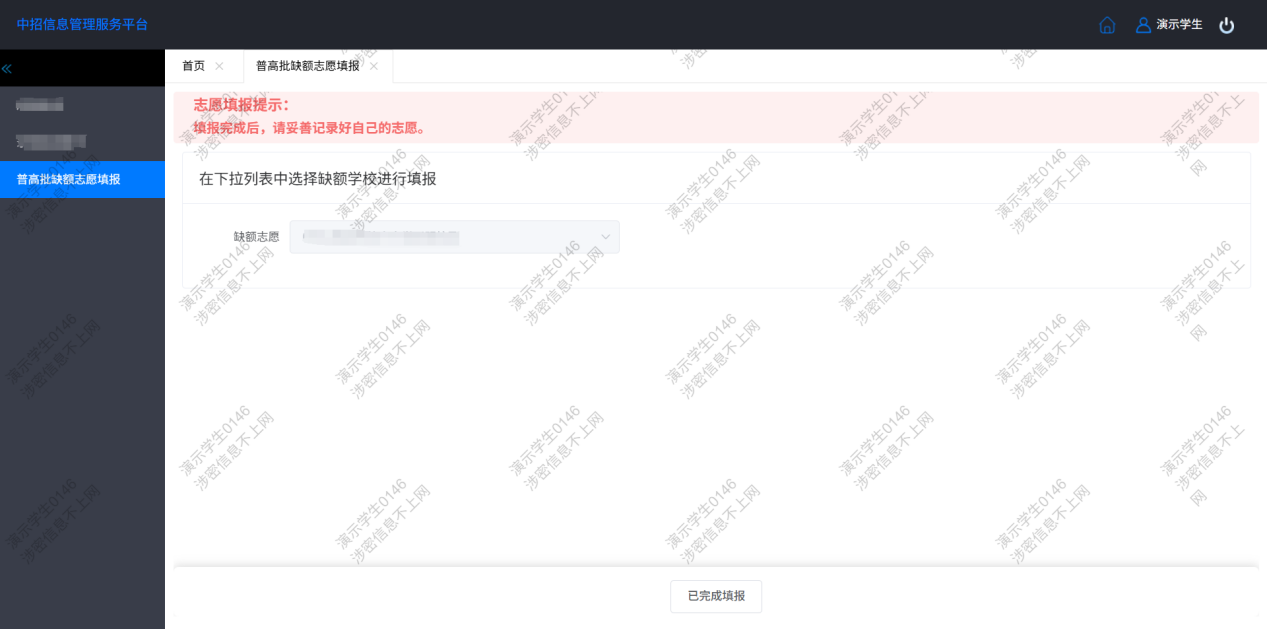 中招信息管理服务平台
演示学生
首页
普高批缺额志愿填报
普高批缺额志愿填报
志愿填报提示：
填报完成后，请妥善记录好自己的志愿。
在下拉列表中选择缺额学校进行填报
缺额志愿
已完成填报
演示学生0146
涉密信息不上网